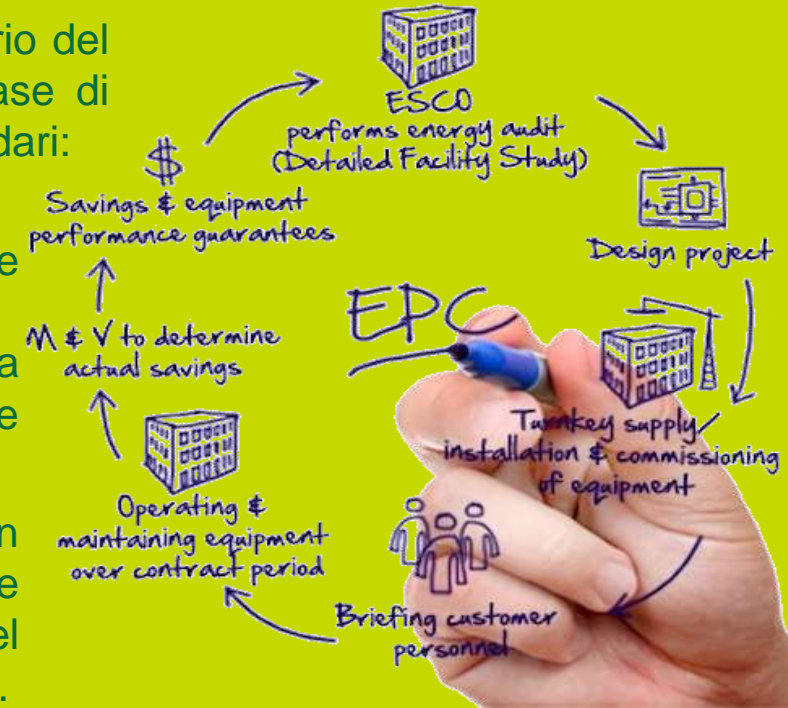 rio del
ase di
dari:
e
a
e
n
e
el
.
ESCO
performs energy audit
(Detailed Facility Study)
$
Savings & equipment
performance guarantees
Design project
EPC
M & V to determine
actual savings
Turnkey supply/
installation & commissioning
of equipment
Operating &
maintaining equipment
over contract period
Briefing customer
personnel